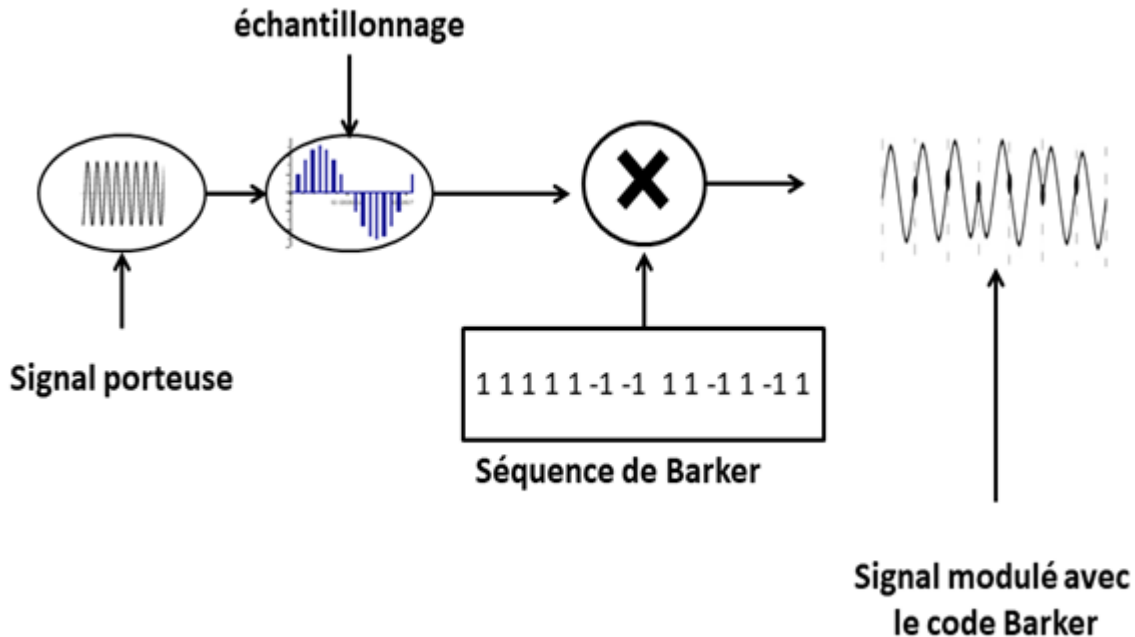 échantillonnage
Signal porteuse
1 1 1 1 1 -1 -1 1 1 -1 1 -1 1
Séquence de Barker
Signal modulé avec
le code Barker